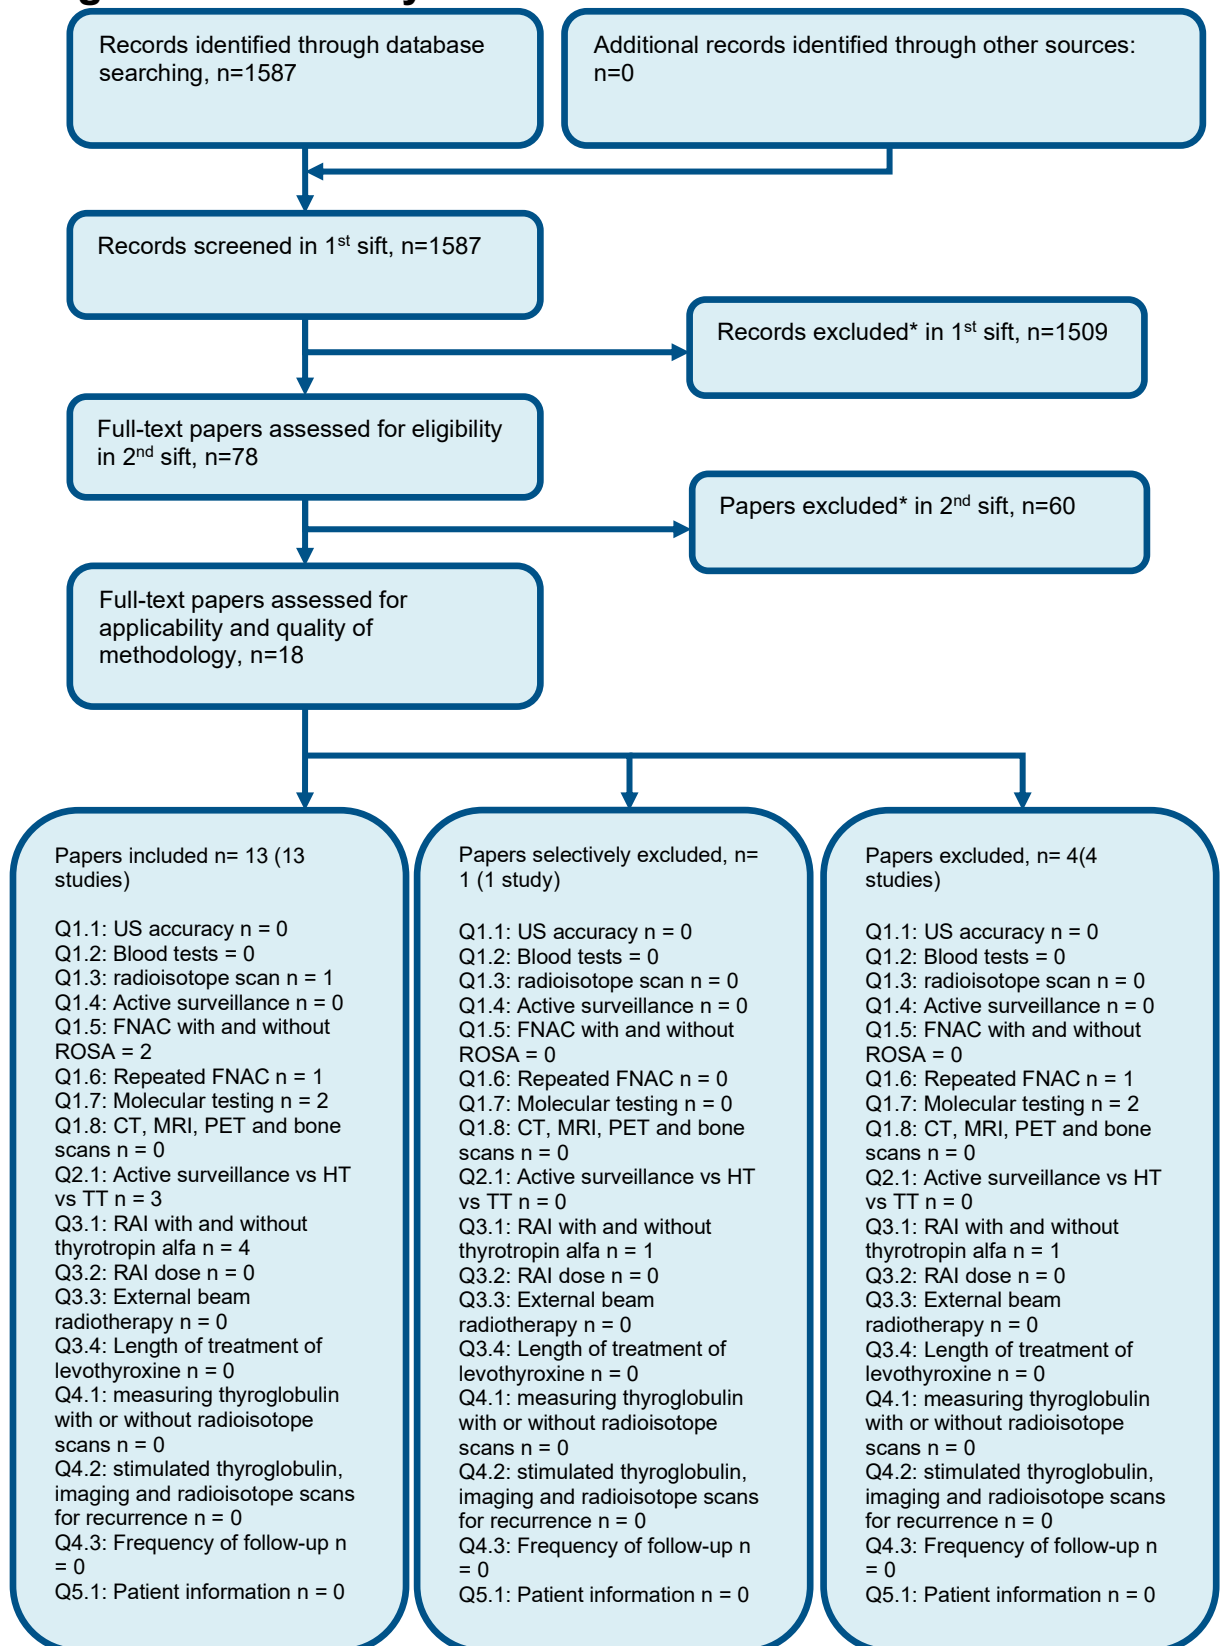 Records identified through database
searching, n=1587
Additional records identified through other sources:
n=0
Records screened in 1st sift, n=1587
Records excluded* in 1st sift, n=1509
Full-text papers assessed for eligibility
in 2nd sift, n=78
Papers excluded* in 2nd sift, n=60
Full-text papers assessed for
applicability and quality of
methodology, n=18
Papers included n= 13 (13
studies)
Q1.1: US accuracy n = 0
Q1.2: Blood tests = 0
Q1.3: radioisotope scan n = 1
Q1.4: Active surveillance n = 0
Q1.5: FNAC with and without
ROSA = 2
Q1.6: Repeated FNAC n = 1
Q1.7: Molecular testing n = 2
Q1.8: CT, MRI, PET and bone
scans n = 0
Q2.1: Active surveillance vs HT
vs TT n = 3
Q3.1: RAI with and without
thyrotropin alfa n = 4
Q3.2: RAI dose n = 0
Q3.3: External beam
radiotherapy n = 0
Q3.4: Length of treatment of
levothyroxine n = 0
Q4.1: measuring thyroglobulin
with or without radioisotope
scans n = 0
Q4.2: stimulated thyroglobulin,
imaging and radioisotope scans
for recurrence n = 0
Q4.3: Frequency of follow-up n
= 0
Q5.1: Patient information n = 0
Papers selectively excluded, n=
1 (1 study)
Q1.1: US accuracy n = 0
Q1.2: Blood tests = 0
Q1.3: radioisotope scan n = 0
Q1.4: Active surveillance n = 0
Q1.5: FNAC with and without
ROSA = 0
Q1.6: Repeated FNAC n = 0
Q1.7: Molecular testing n = 0
Q1.8: CT, MRI, PET and bone
scans n = 0
Q2.1: Active surveillance vs HT
vs TT n = 0
Q3.1: RAI with and without
thyrotropin alfa n = 1
Q3.2: RAI dose n = 0
Q3.3: External beam
radiotherapy n = 0
Q3.4: Length of treatment of
levothyroxine n = 0
Q4.1: measuring thyroglobulin
with or without radioisotope
scans n = 0
Q4.2: stimulated thyroglobulin,
imaging and radioisotope scans
for recurrence n = 0
Q4.3: Frequency of follow-up n
= 0
Q5.1: Patient information n = 0
Papers excluded, n= 4(4
studies)
Q1.1: US accuracy n = 0
Q1.2: Blood tests = 0
Q1.3: radioisotope scan n = 0
Q1.4: Active surveillance n = 0
Q1.5: FNAC with and without
ROSA = 0
Q1.6: Repeated FNAC n = 1
Q1.7: Molecular testing n = 2
Q1.8: CT, MRI, PET and bone
scans n = 0
Q2.1: Active surveillance vs HT
vs TT n = 0
Q3.1: RAI with and without
thyrotropin alfa n = 1
Q3.2: RAI dose n = 0
Q3.3: External beam
radiotherapy n = 0
Q3.4: Length of treatment of
levothyroxine n = 0
Q4.1: measuring thyroglobulin
with or without radioisotope
scans n = 0
Q4.2: stimulated thyroglobulin,
imaging and radioisotope scans
for recurrence n = 0
Q4.3: Frequency of follow-up n
= 0
Q5.1: Patient information n = 0